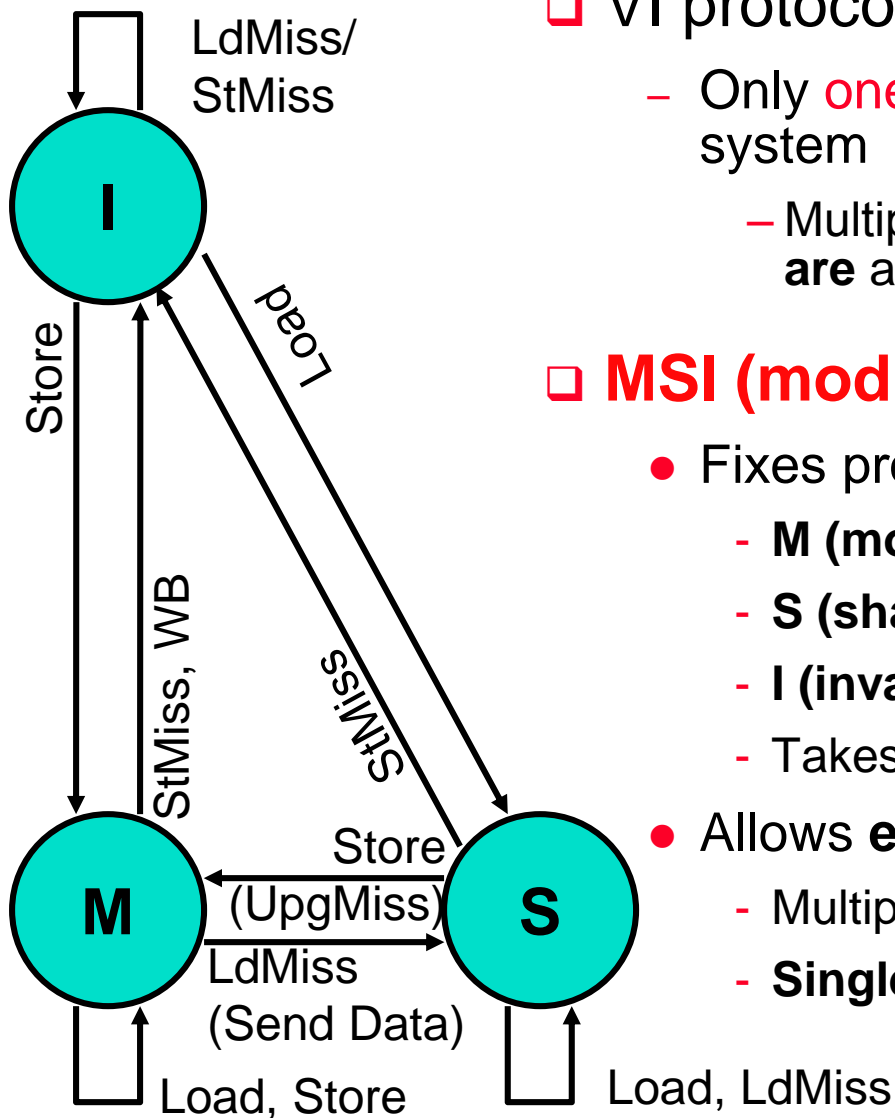 LdMiss/
StMiss
I
Load
Store
StMiss, WB
StMiss
Store
(UpgMiss)
M
S
LdMiss
(Send Data)
Load, Store
Load, LdMiss
VI protoco
– Only one
system
– Multip
are a
MSI (mod
Fixes pro
- M (mo
- S (sha
- I (inva
- Takes
Allows e
- Multip
- Single